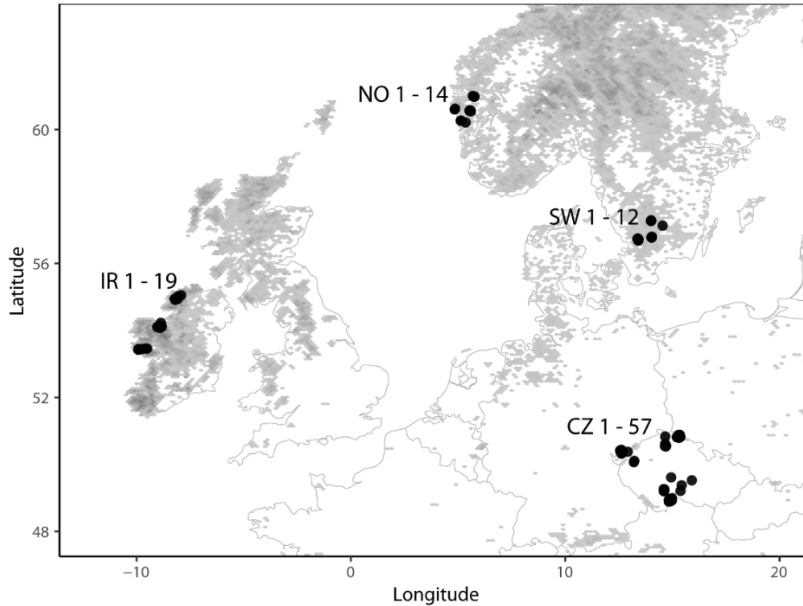 NO 1 - 14
60
SW 1 - 12
56
IR 1 - 19
Latitude
52
CZ 1 - 57
48
−10
0
10
20
Longitude